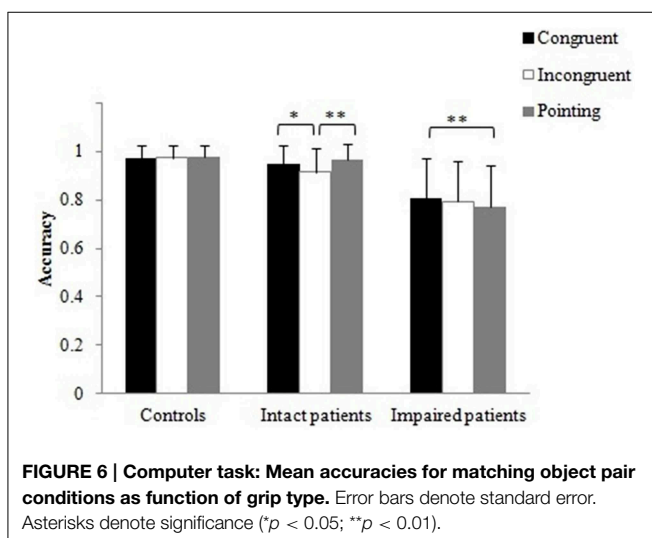 Congruent
Incongruent
Pointing
* ** **
1
0.8
0.6
0.4
0.2
0
Accuracy
Controls Intact patients Impaired patients
FIGURE 6 | Computer task: Mean accuracies for matching object pair
conditions as function of grip type. Error bars denote standard error.
Asterisks denote significance (*p < 0.05; **p < 0.01).